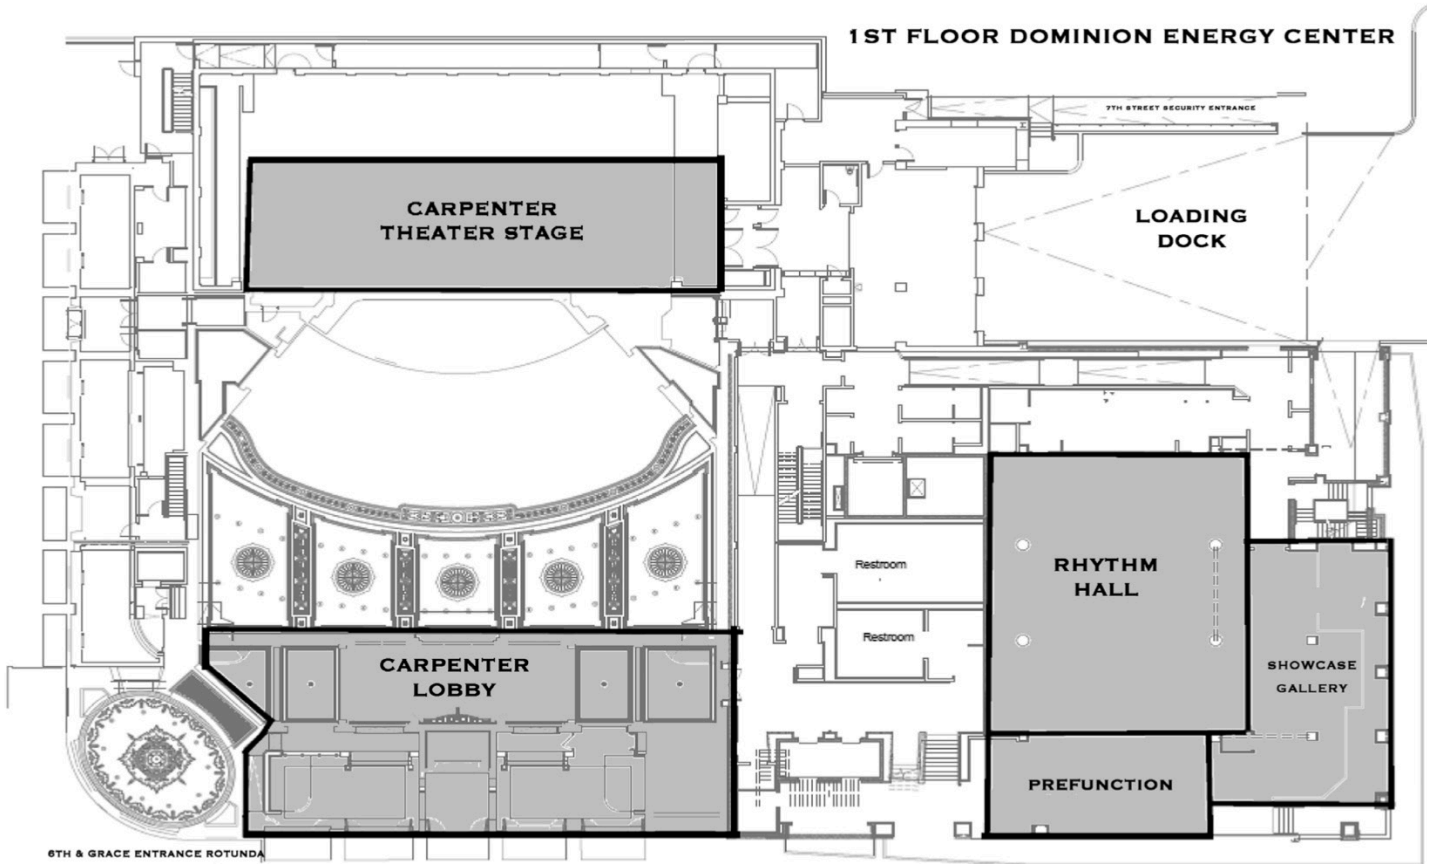 1ST FLOOR DOMINION ENERGY CENTER
7TH STREET SECURITY ENTRANCE
CARPENTER
THEATER STAGE
LOADING
DOCK
Restroom
RHYTHM
HALL
Restroom
CARPENTER
LOBBY
SHOWCASE
GALLERY
PREFUNCTION
6TH & GRACE ENTRANCE ROTUNDA